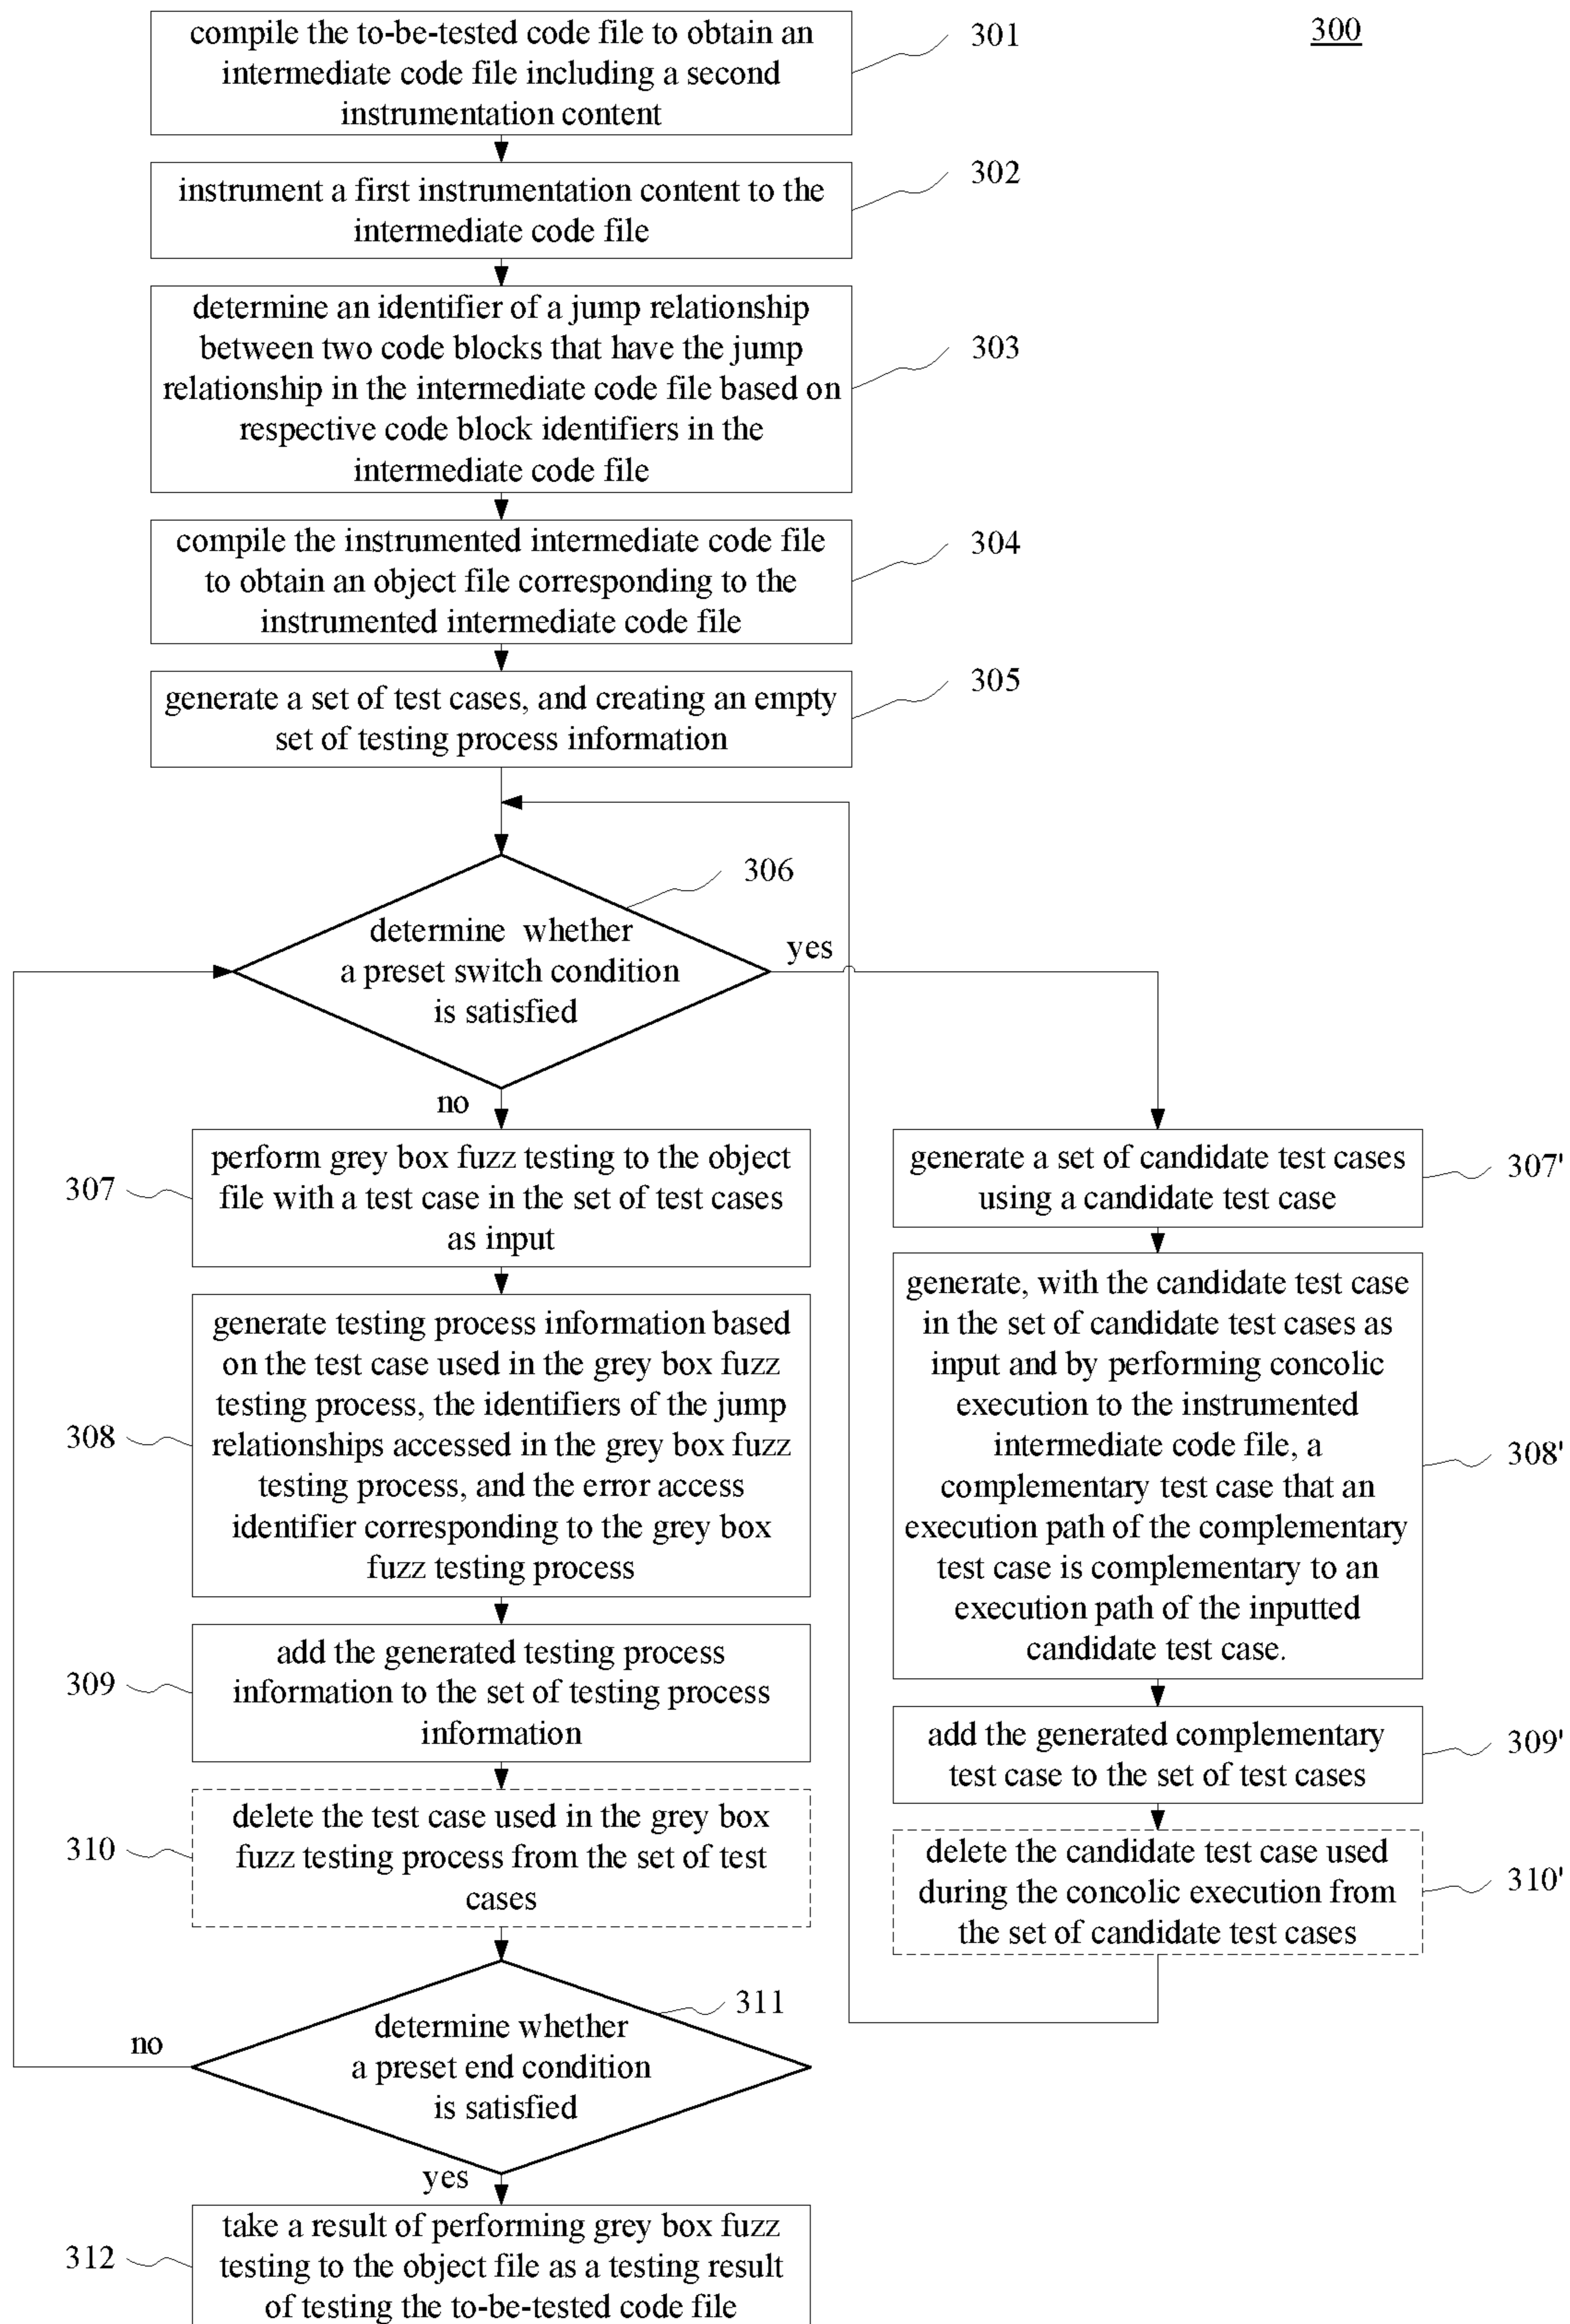 300
compile the to-be-tested code file to obtain an
intermediate code file including a second
instrumentation content
301
instrument a first instrumentation content to the
intermediate code file
302
determine an identifier of a jump relationship
between two code blocks that have the jump
relationship in the intermediate code file based on
respective code block identifiers in the
intermediate code file
303
compile the instrumented intermediate code file
to obtain an object file corresponding to the
instrumented intermediate code file
304
generate a set of test cases, and creating an empty
set of testing process information
305
determine whether
a preset switch condition
is satisfied
306
yes
no
perform grey box fuzz testing to the object
file with a test case in the set of test cases
as input
307
generate testing process information based
on the test case used in the grey box fuzz
testing process, the identifiers of the jump
relationships accessed in the grey box fuzz
testing process, and the error access
identifier corresponding to the grey box
fuzz testing process
308
add the generated testing process
information to the set of testing process
information
309
delete the test case used in the grey box
fuzz testing process from the set of test
cases
310
determine whether
a preset end condition
is satisfied
311
no
yes
take a result of performing grey box fuzz
testing to the object file as a testing result
of testing the to-be-tested code file
312
generate a set of candidate test cases
using a candidate test case
307'
generate, with the candidate test case
in the set of candidate test cases as
input and by performing concolic
execution to the instrumented
intermediate code file, a
complementary test case that an
execution path of the complementary
test case is complementary to an
execution path of the inputted
candidate test case.
308'
add the generated complementary
test case to the set of test cases
309'
delete the candidate test case used
during the concolic execution from
the set of candidate test cases
310'